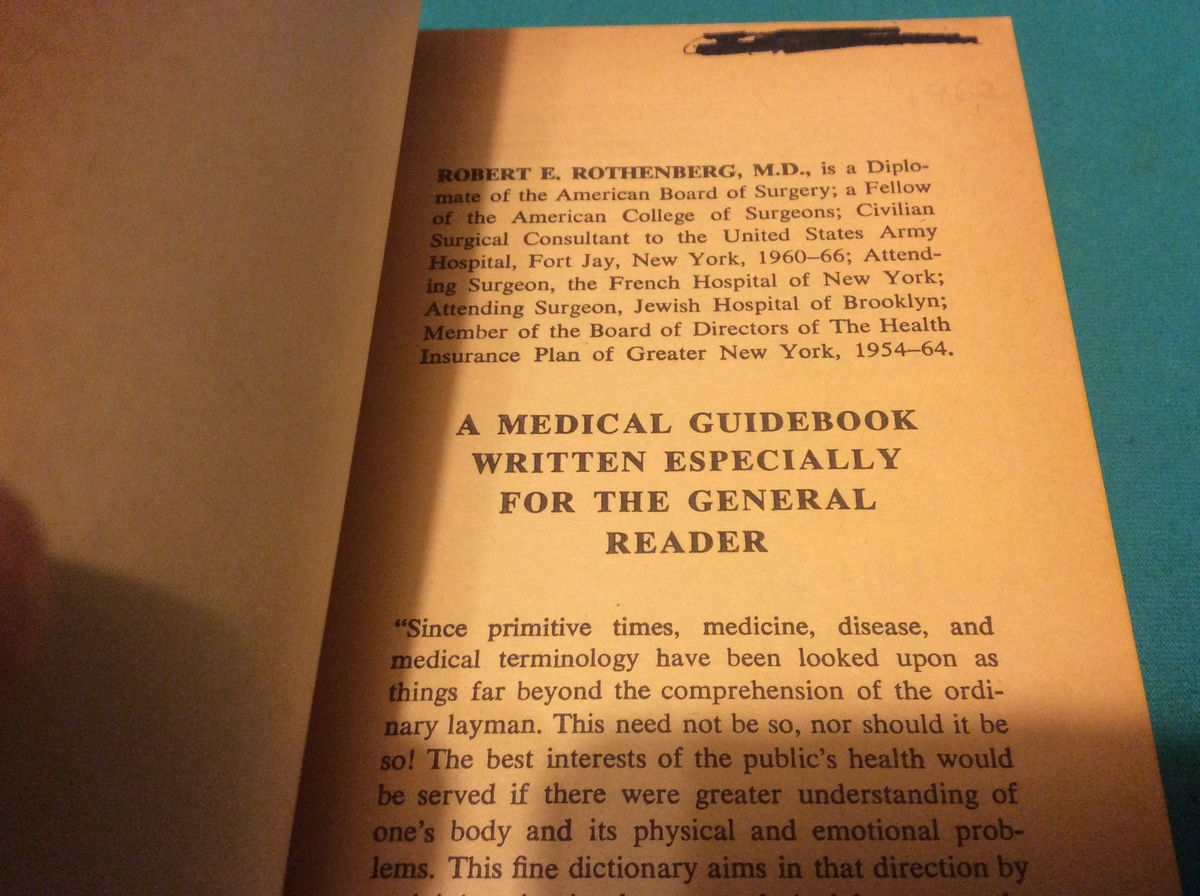 ROBERT E. ROTHENBERG, M.D., is a Diplo-
mate of the American Board of Surgery; a Fellow
of the American College of Surgeons; Civilian
Surgical Consultant to the United States Army
Hospital, Fort Jay, New York, 1960–66; Attend-
ing Surgeon, the French Hospital of New York;
Attending Surgeon, Jewish Hospital of Brooklyn;
Member of the Board of Directors of The Health
Insurance Plan of Greater New York, 1954–64.
A MEDICAL GUIDEBOOK
WRITTEN ESPECIALLY
FOR THE GENERAL
READER
“Since primitive times, medicine, disease, and
medical terminology have been looked upon as
things far beyond the comprehension of the ordi-
nary layman. This need not be so, nor should it be
so! The best interests of the public’s health would
be served if there were greater understanding of
one’s body and its physical and emotional prob-
lems. This fine dictionary aims in that direction by